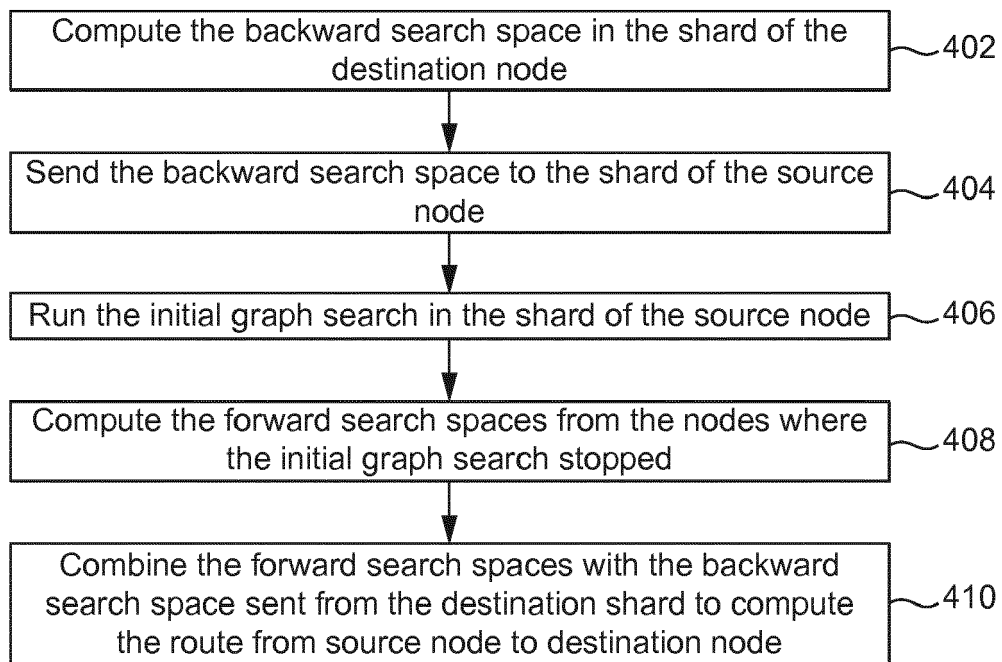 Compute the backward search space in the shard of the
destination node
402
Send the backward search space to the shard of the source
node
404
Run the initial graph search in the shard of the source node
406
Compute the forward search spaces from the nodes where
the initial graph search stopped
408
Combine the forward search spaces with the backward
search space sent from the destination shard to compute
the route from source node to destination node
410